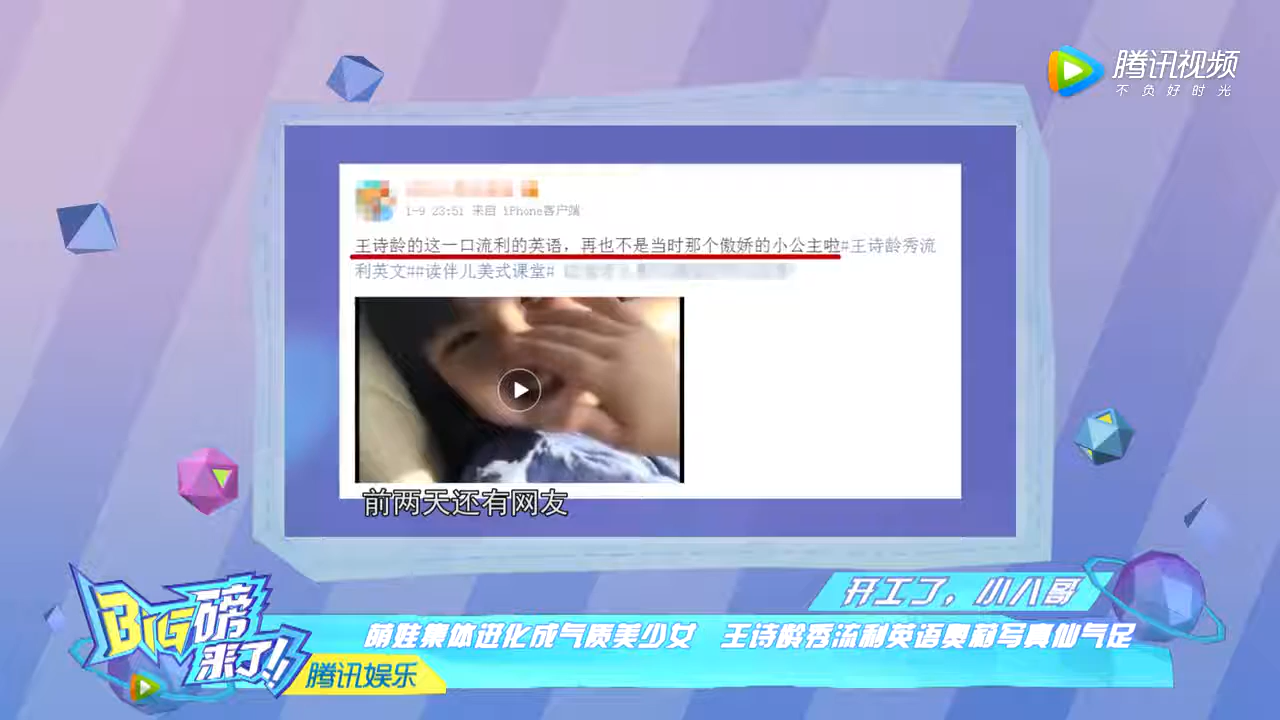 腾讯视频
不负好时光
1-9 23:51 来自 iPhone客户端
王诗龄的这一口流利的英语，再也不是当时那个傲娇的小公主啦#王诗龄秀流
利英文##读伴儿美式课堂#
前两天还有网友
开工了，小八哥
萌娃集体进化成气质美少女 王诗龄秀流利英语奥莉写真仙气足
BIG磅
来了!!
腾讯娱乐